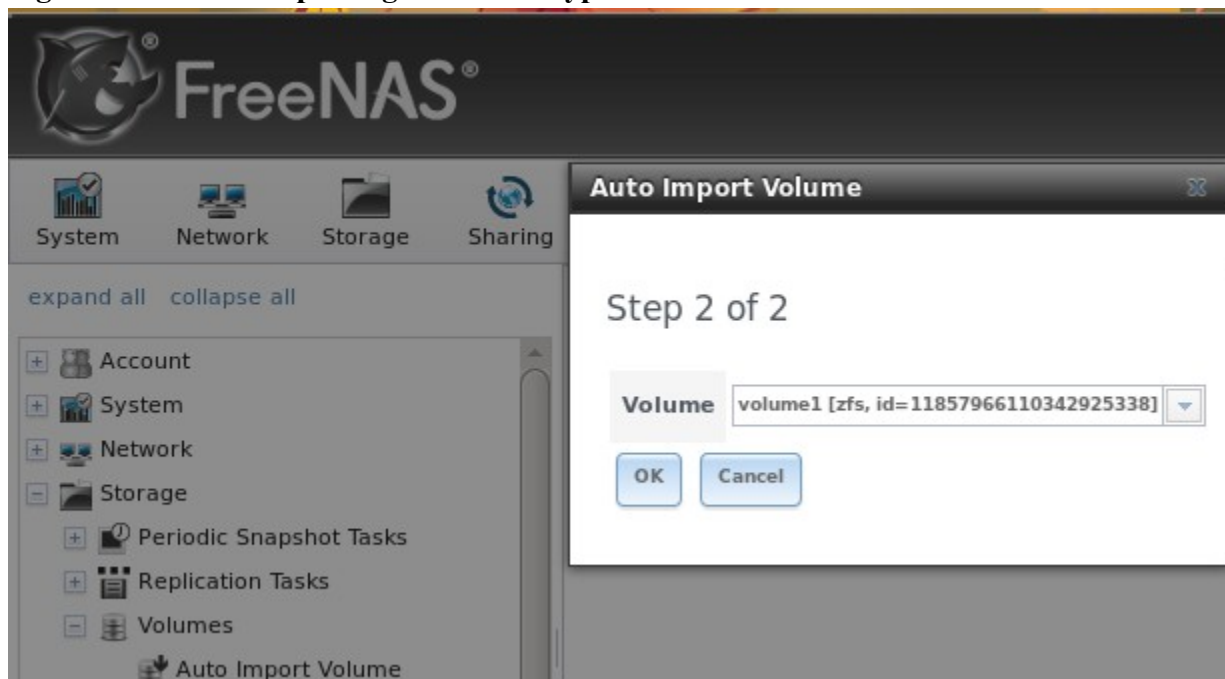 FreeNAS®
System Network Storage Sharing
Auto Import Volume
expand all collapse all
Step 2 of 2
Account
System
Network
Storage
Periodic Snapshot Tasks
Replication Tasks
Volumes
Auto Import Volume
Volume volume1 [zfs, id=11857966110342925338]
OK Cancel